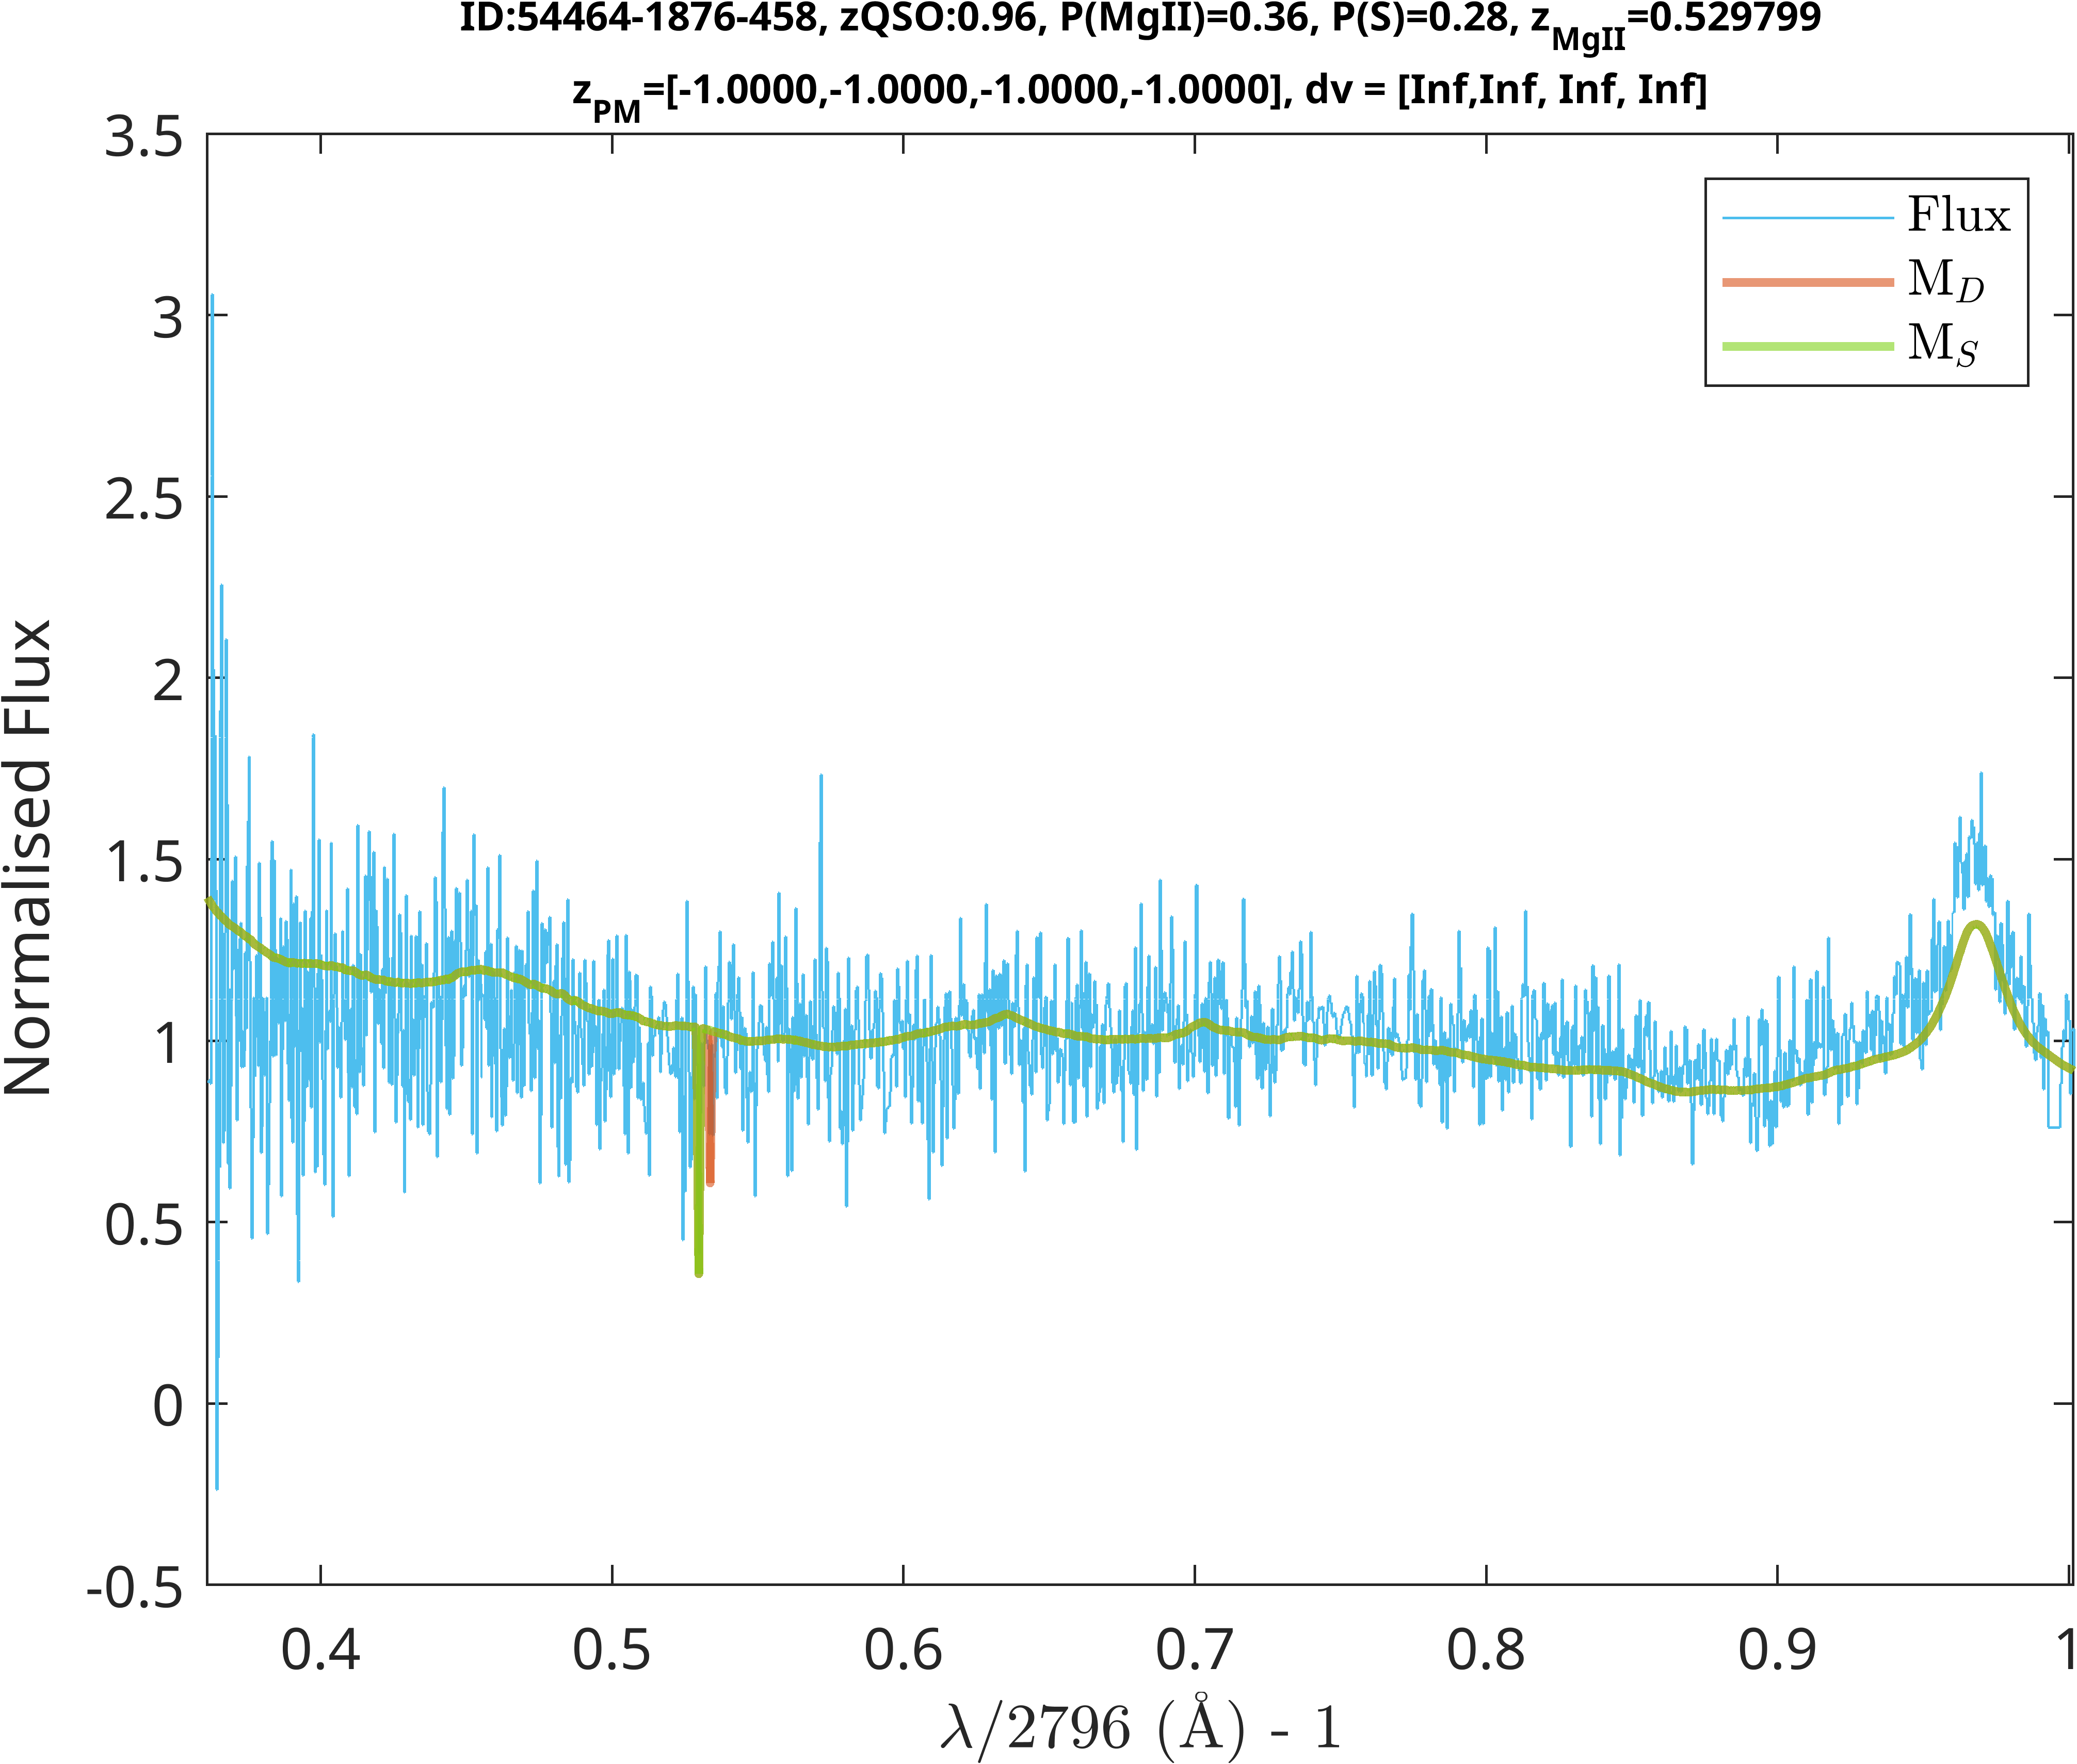 ID:54464-1876-458, zQSO:0.96, P(MgII)=0.36, P(S)=0.28, zMgII=0.529799
zPM=[-1.0000,-1.0000,-1.0000,-1.0000], dv = [Inf,Inf, Inf, Inf]
3.5
3
2.5
2
1.5
1
0.5
0
-0.5
Normalised Flux
Flux
MD
MS
0.4 0.5 0.6 0.7 0.8 0.9 1
λ/2796 (Å) - 1